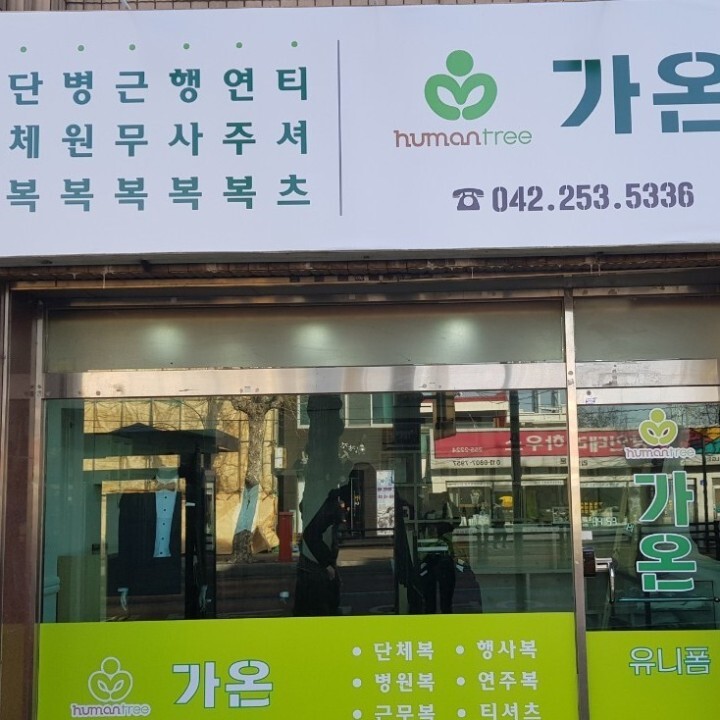 단체복
병원복
근무복
행사복
연주복
티셔츠
humantree
가온
☎ 042.253.5336
humantree
가온
유니폼
humantree
가온
• 단체복 • 행사복
• 병원복 • 연주복
• 근무복 • 티셔츠